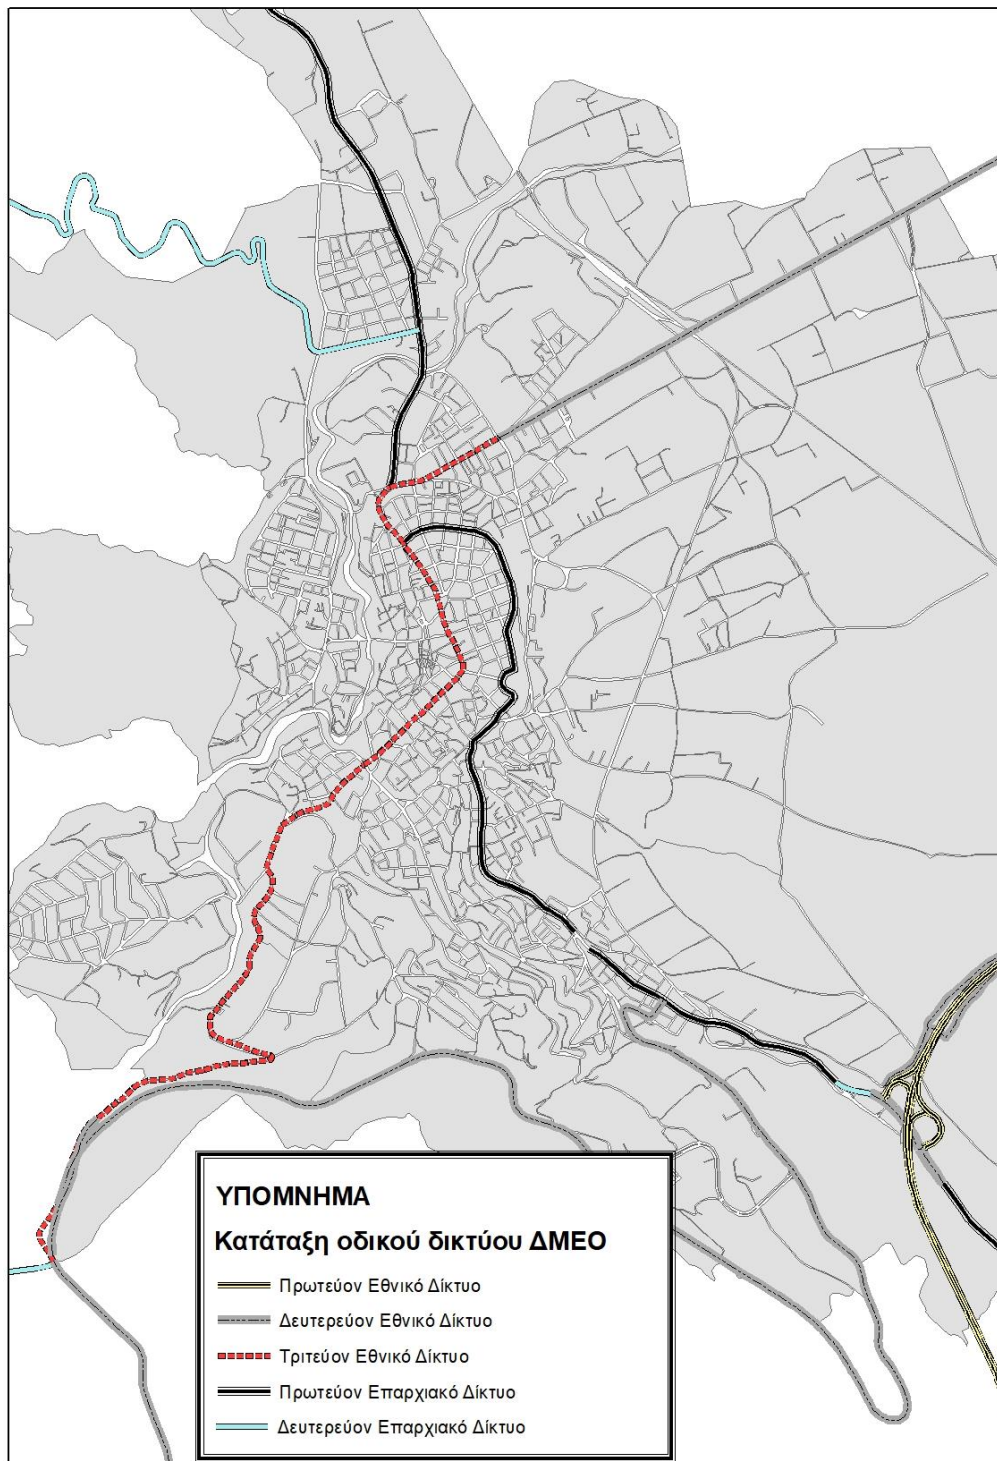 ΥΠΟΜΝΗΜΑ
Κατάταξη οδικού δικτύου ΔΜΕΟ
Πρωτεύον Εθνικό Δίκτυο
Δευτερεύον Εθνικό Δίκτυο
Τριτεύον Εθνικό Δίκτυο
Πρωτεύον Επαρχιακό Δίκτυο
Δευτερεύον Επαρχιακό Δίκτυο